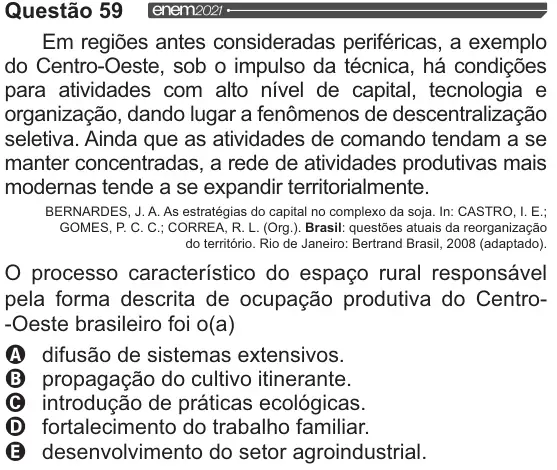 Questão 59 enem2021
Em regiões antes consideradas periféricas, a exemplo
do Centro-Oeste, sob o impulso da técnica, há condições
para atividades com alto nível de capital, tecnologia e
organização, dando lugar a fenômenos de descentralização
seletiva. Ainda que as atividades de comando tendam a se
manter concentradas, a rede de atividades produtivas mais
modernas tende a se expandir territorialmente.
BERNARDES, J. A. As estratégias do capital no complexo da soja. In: CASTRO, I. E.;
GOMES, P. C. C.; CORREA, R. L. (Org.). Brasil: questões atuais da reorganização
do território. Rio de Janeiro: Bertrand Brasil, 2008 (adaptado).
O processo característico do espaço rural responsável
pela forma descrita de ocupação produtiva do Centro-
-Oeste brasileiro foi o(a)
A difusão de sistemas extensivos.
B propagação do cultivo itinerante.
C introdução de práticas ecológicas.
D fortalecimento do trabalho familiar.
E desenvolvimento do setor agroindustrial.